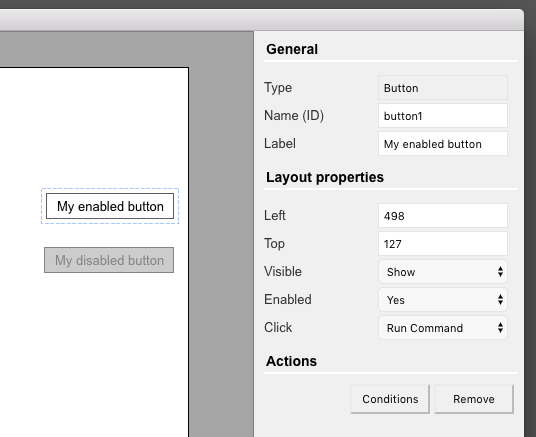 My enabled button
My disabled button
General
Type Button
Name (ID) button1
Label My enabled button
Layout properties
Left 498
Top 127
Visible Show
Enabled Yes
Click Run Command
Actions
Conditions Remove